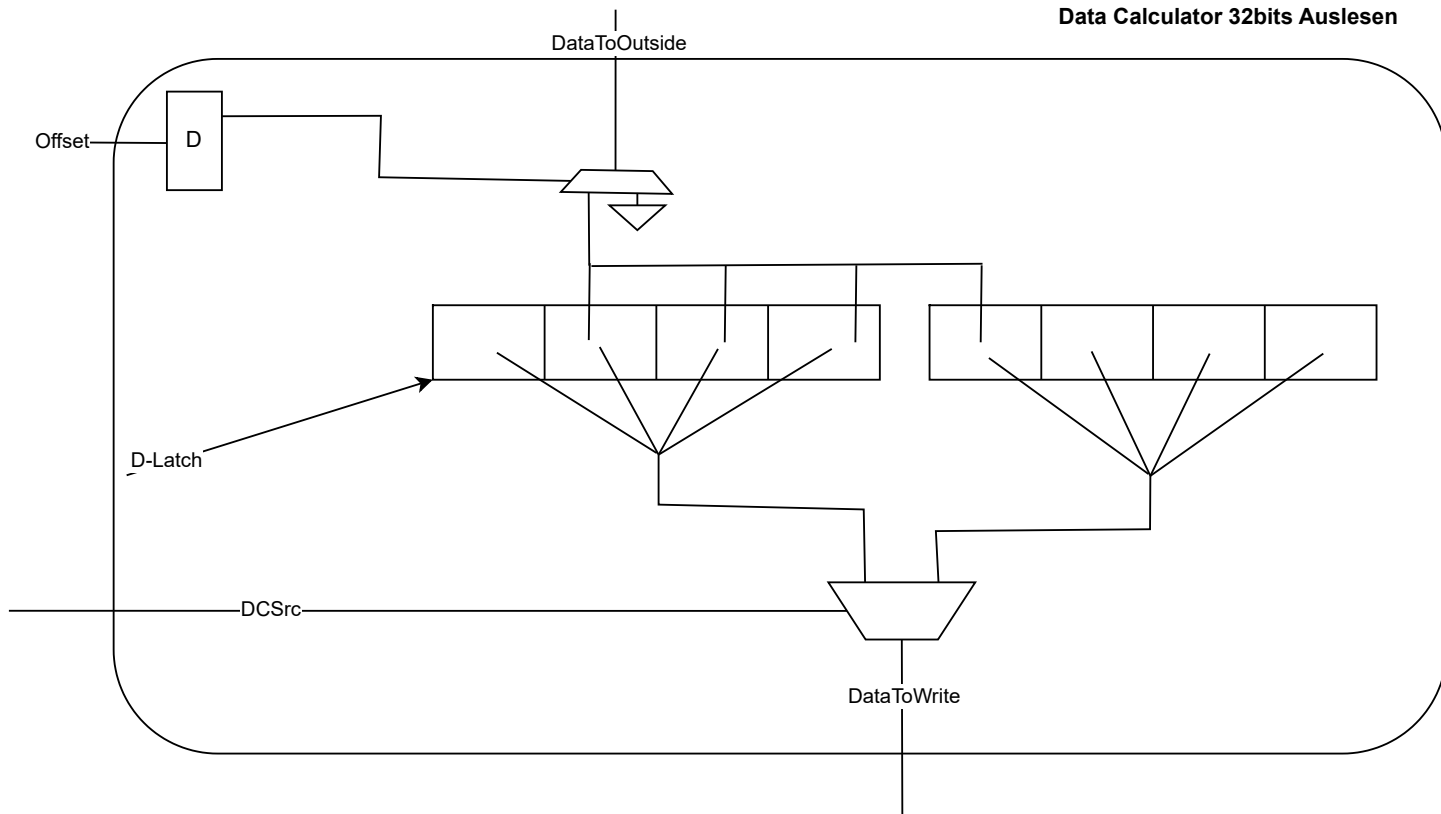 Data Calculator 32bits Auslesen
DataToOutside
Offset
D
D-Latch
DCSrc
DataToWrite